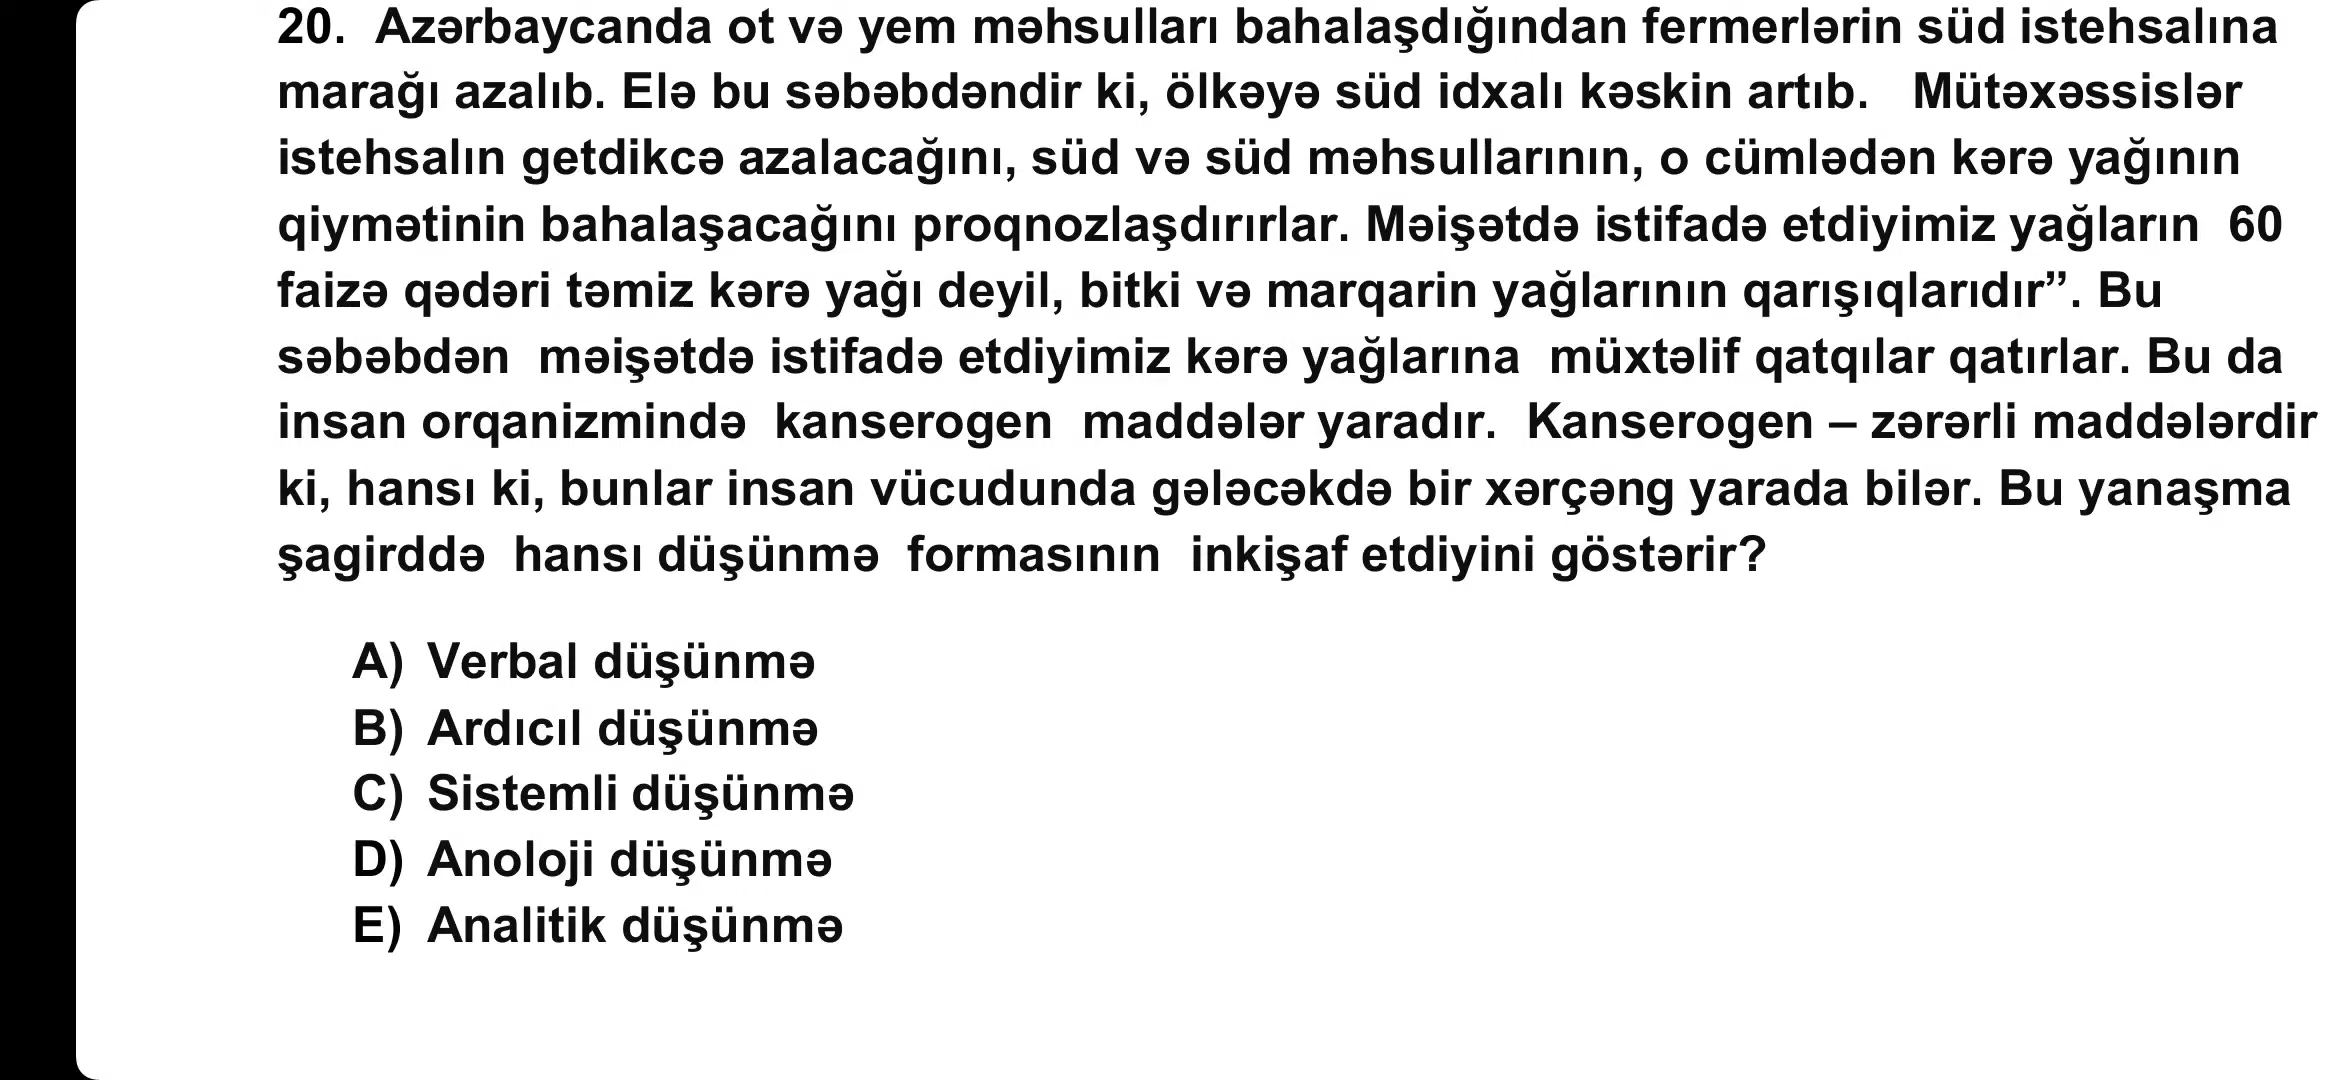 20. Azərbaycanda ot və yem məhsulları bahalaşdığından fermerlərin süd istehsalına
marağı azalıb. Elə bu səbəbdəndir ki, ölkəyə süd idxalı kəskin artıb. Mütəxəssislər
istehsalın getdikcə azalacağını, süd və süd məhsullarının, o cümlədən kərə yağının
qiymətinin bahalaşacağını proqnozlaşdırırlar. Məişətdə istifadə etdiyimiz yağların 60
faizə qədəri təmiz kərə yağı deyil, bitki və marqarin yağlarının qarışıqlarıdır”. Bu
səbəbdən məişətdə istifadə etdiyimiz kərə yağlarına müxtəlif qatqılar qatırlar. Bu da
insan orqanizmində kanserogen maddələr yaradır. Kanserogen – zərərli maddələrdir
ki, hansı ki, bunlar insan vücudunda gələcəkdə bir xərçəng yarada bilər. Bu yanaşma
şagirddə hansı düşünmə formasının inkişaf etdiyini göstərir?
A) Verbal düşünmə
B) Ardıcıl düşünmə
C) Sistemli düşünmə
D) Anoloji düşünmə
E) Analitik düşünmə